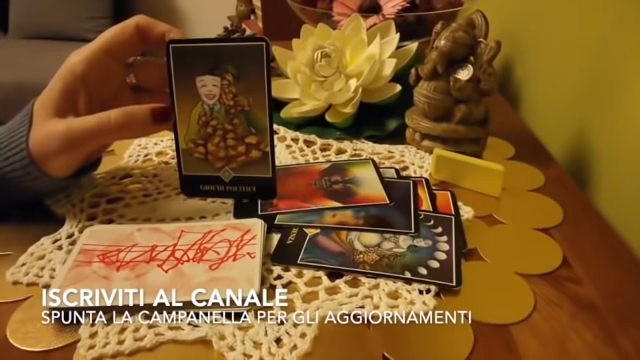 GIOCHI POLITICI
ISCRIVITI AL CANALE
SPUNTA LA CAMPANELLA PER GLI AGGIORNAMENTI